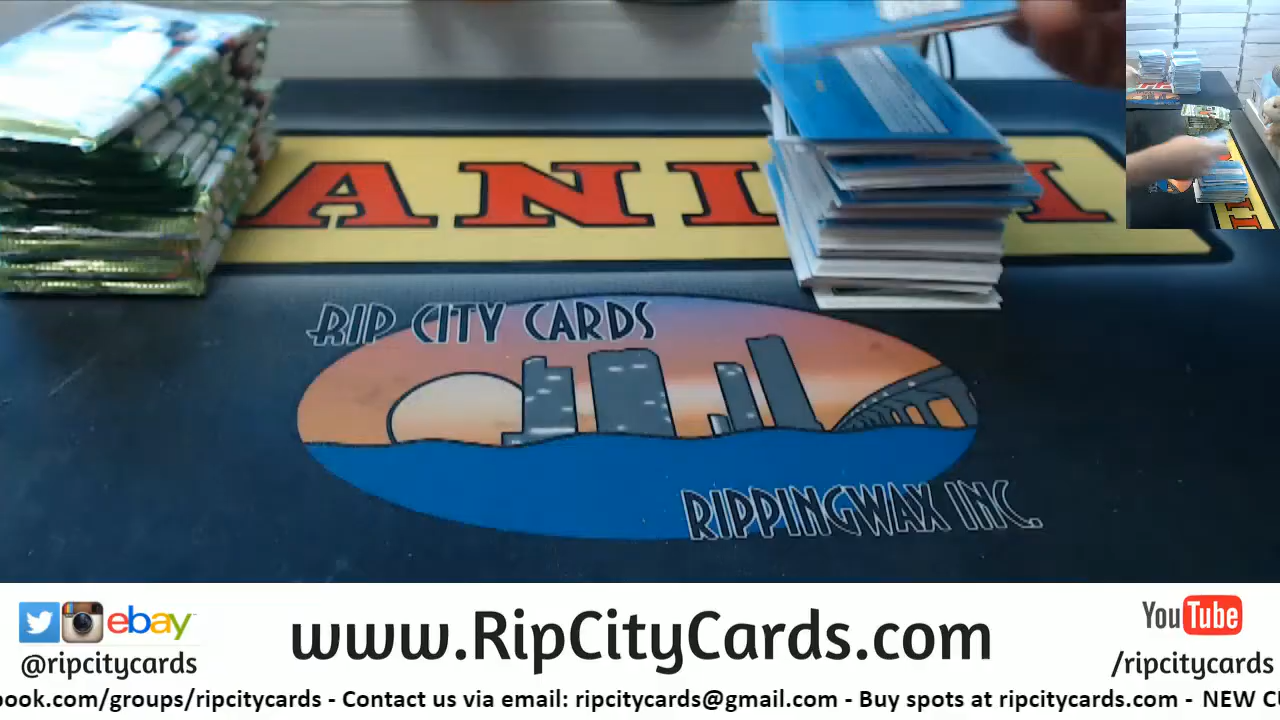 ANI
RIP CITY CARDS
RIPPINGWAX INC.
ebay
@ripcitycards
www.RipCityCards.com
YouTube
/ripcitycards
book.com/groups/ripcitycards - Contact us via email: ripcitycards@gmail.com - Buy spots at ripcitycards.com - NEW C